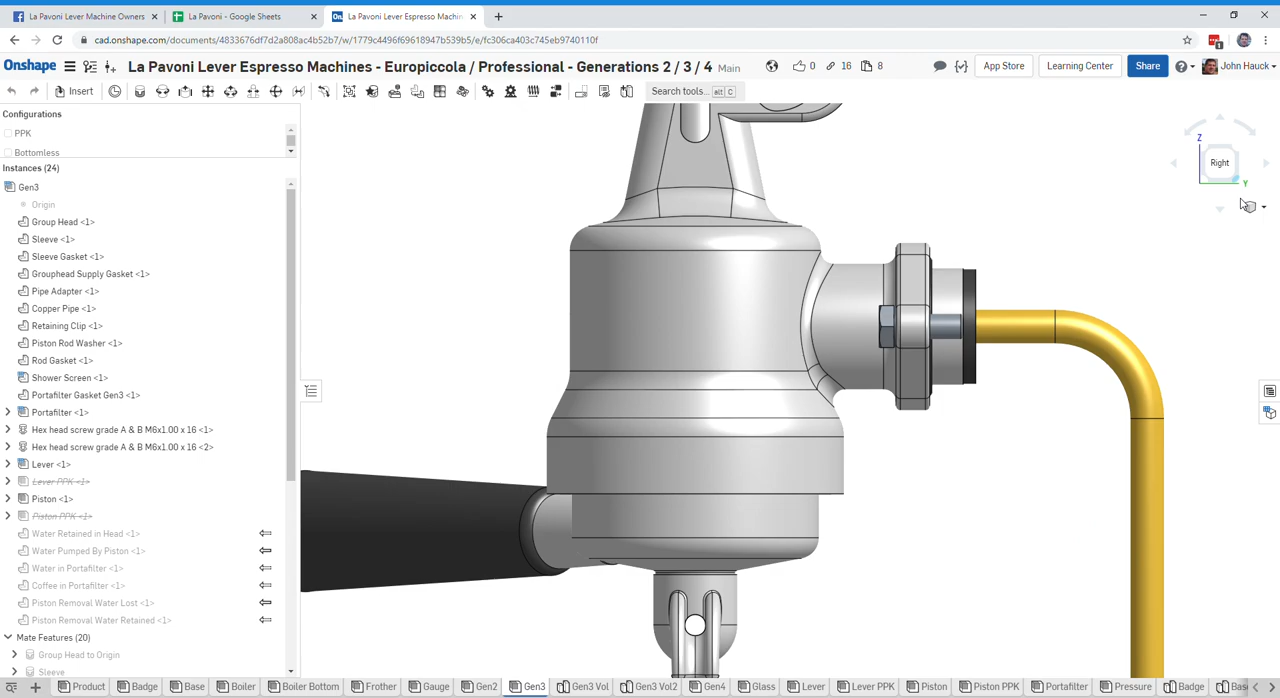 La Pavoni Lever Machine Owners
La Pavoni - Google Sheets
La Pavoni Lever Espresso Machin
cad.onshape.com/documents/4833676df7d2a808ac4b52b7/w/1779c4496f69618947b539b5/e/fc306ca403c745eb9740110f
Onshape
La Pavoni Lever Espresso Machines - Europiccola / Professional - Generations 2 / 3 / 4 Main
0 16 8
App Store
Learning Center
Share
John Hauck
Insert
Search tools... alt C
Configurations
PPK
Bottomless
Instances (24)
Gen3
Origin
Group Head <1>
Sleeve <1>
Sleeve Gasket <1>
Grouphead Supply Gasket <1>
Pipe Adapter <1>
Copper Pipe <1>
Retaining Clip <1>
Piston Rod Washer <1>
Rod Gasket <1>
Shower Screen <1>
Portafilter Gasket Gen3 <1>
Portafilter <1>
Hex head screw grade A & B M6x1.00 x 16 <1>
Hex head screw grade A & B M6x1.00 x 16 <2>
Lever <1>
Lever PPK <1>
Piston <1>
Piston PPK <1>
Water Retained in Head <1>
Water Pumped By Piston <1>
Water in Portafilter <1>
Coffee in Portafilter <1>
Piston Removal Water Lost <1>
Piston Removal Water Retained <1>
Mate Features (20)
Group Head to Origin
Sleeve
Z
Right
Y
Product Badge Base Boiler Boiler Bottom Frother Gauge Gen2 Gen3 Gen3 Vol Gen3 Vol2 Gen4 Glass Lever Lever PPK Piston Piston PPK Portafilter Pressure Badge Base